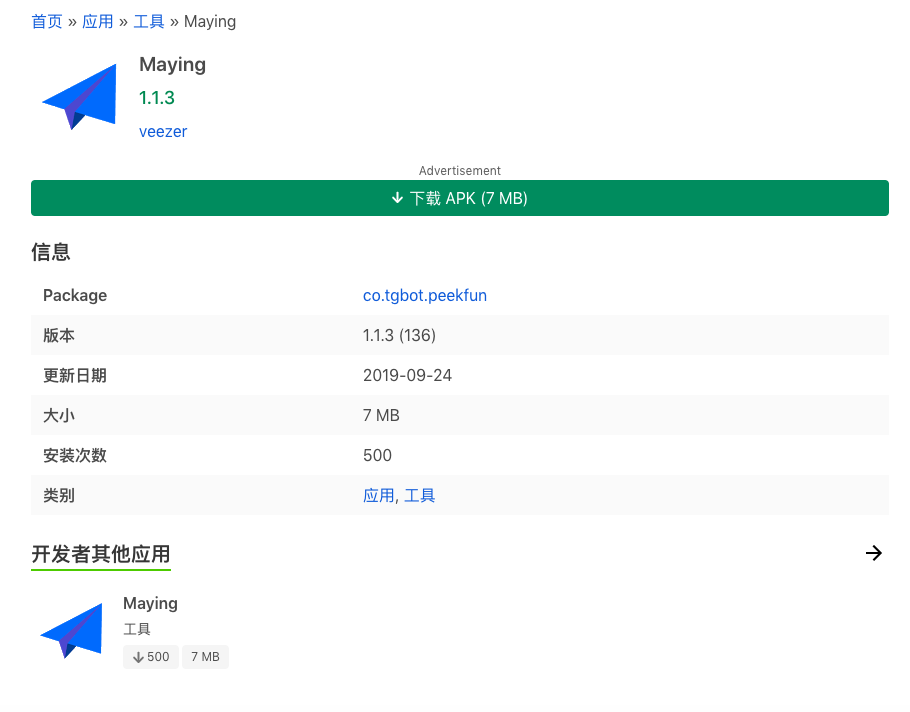 首页 » 应用 » 工具 » Maying
Maying
1.1.3
veezer
Advertisement
下载 APK (7 MB)
信息
Package co.tgbot.peekfun
版本 1.1.3 (136)
更新日期 2019-09-24
大小 7 MB
安装次数 500
类别 应用, 工具
开发者其他应用
Maying
工具
500 7 MB